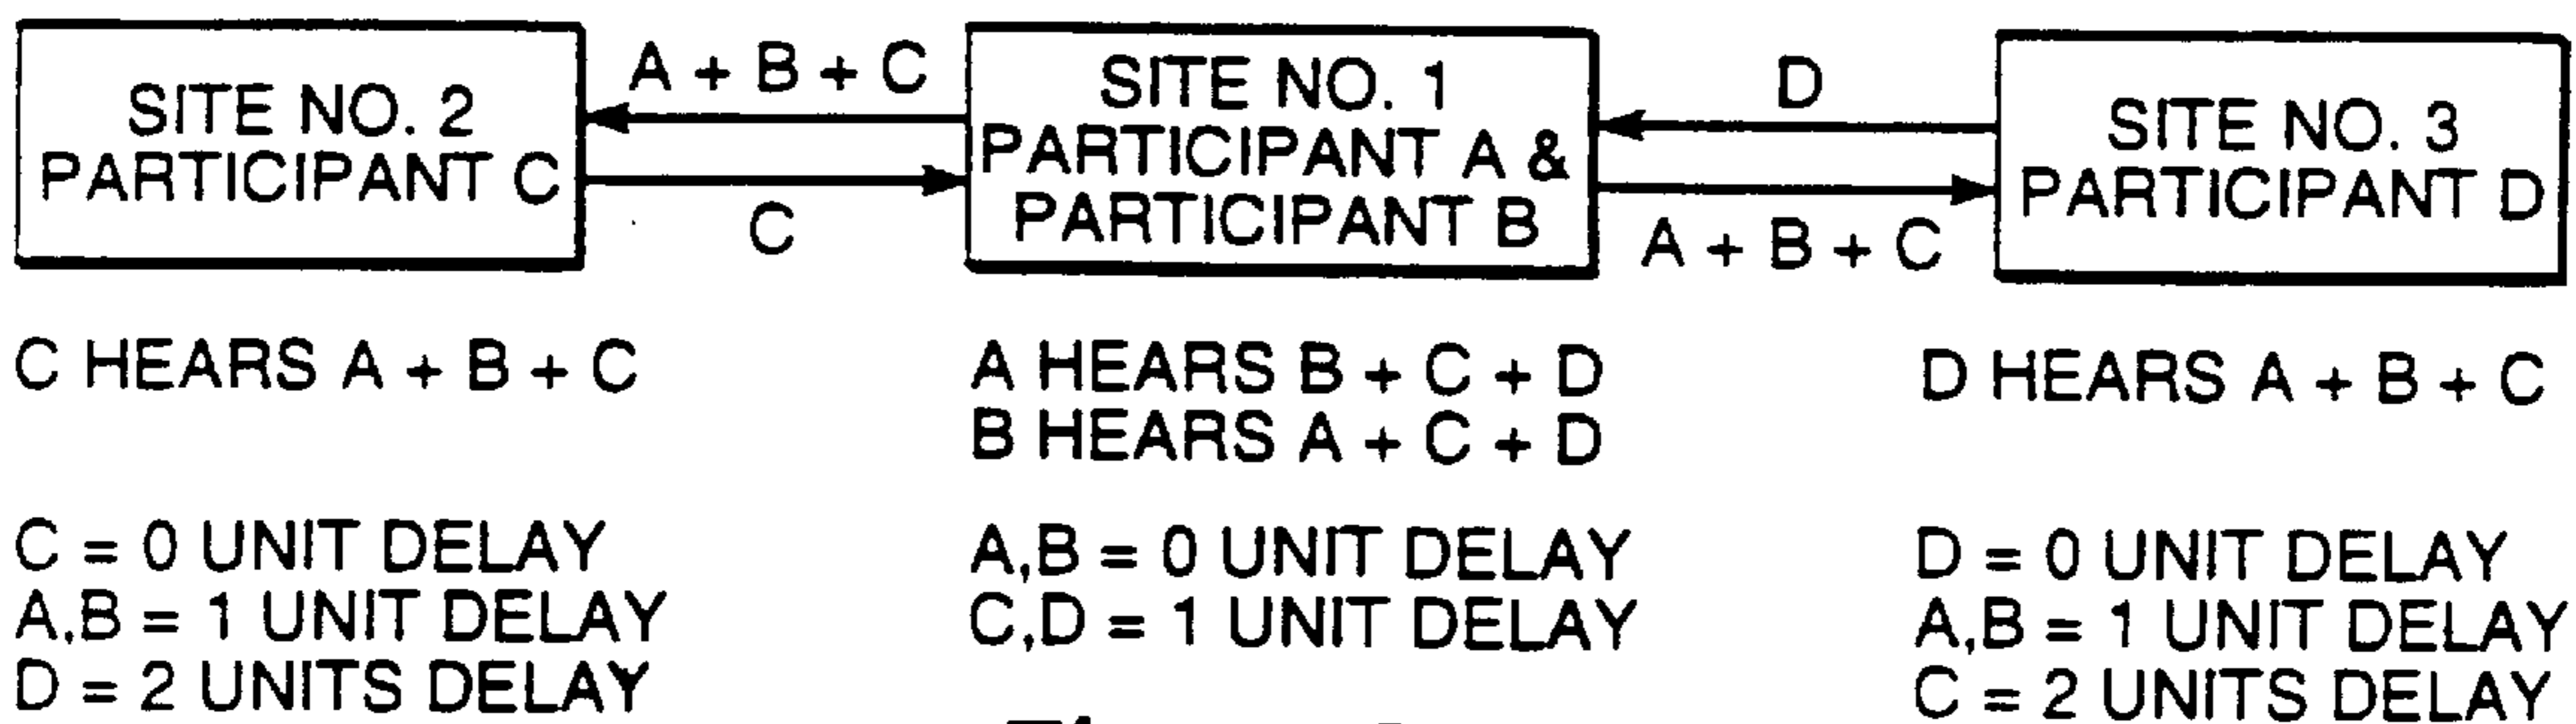 SITE NO. 2
PARTICIPANT C
A + B + C
C
SITE NO. 1
PARTICIPANT A &
PARTICIPANT B
D
A + B + C
SITE NO. 3
PARTICIPANT D
C HEARS A + B + C
A HEARS B + C + D
B HEARS A + C + D
D HEARS A + B + C
C = 0 UNIT DELAY
A,B = 1 UNIT DELAY
D = 2 UNITS DELAY
A,B = 0 UNIT DELAY
C,D = 1 UNIT DELAY
D = 0 UNIT DELAY
A,B = 1 UNIT DELAY
C = 2 UNITS DELAY